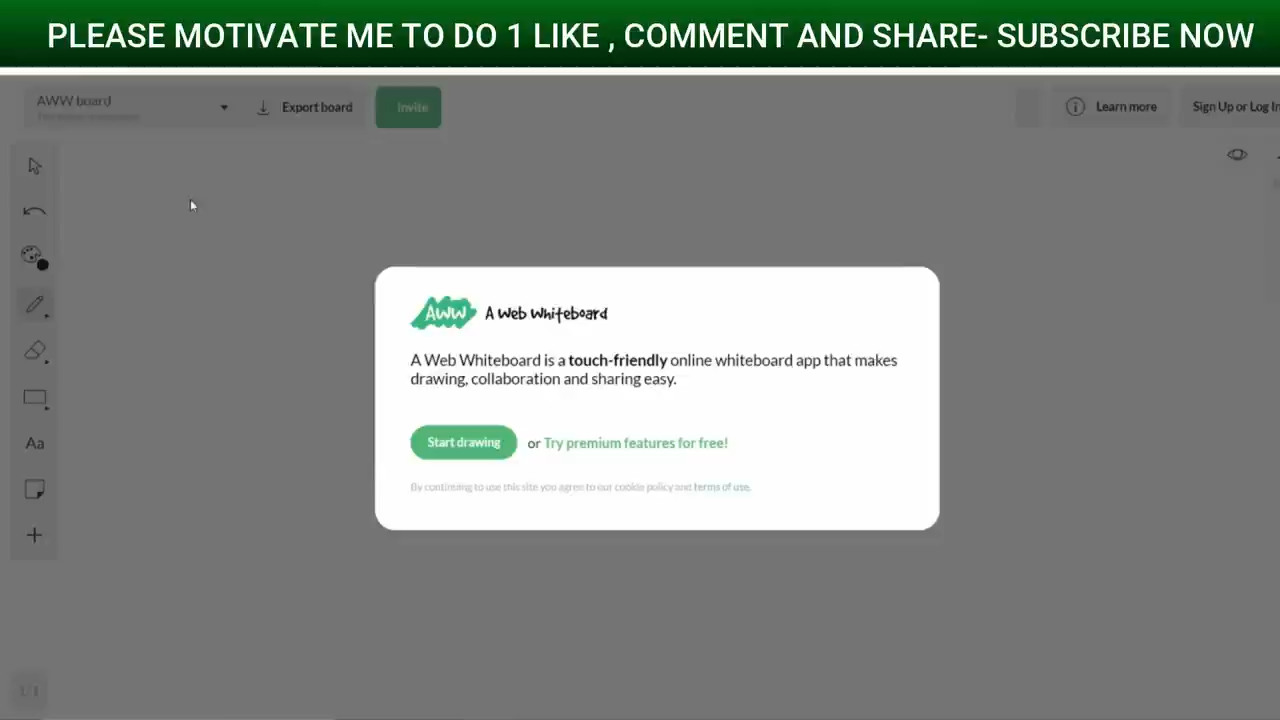 PLEASE MOTIVATE ME TO DO 1 LIKE , COMMENT AND SHARE- SUBSCRIBE NOW
AWW board
Export board
Invite
Learn more
Sign Up or Log In
AWW
A Web Whiteboard
A Web Whiteboard is a touch-friendly online whiteboard app that makes
drawing, collaboration and sharing easy.
Start drawing
or Try premium features for free!
By continuing to use this site you agree to our cookie policy and terms of use.
Aa
1/1